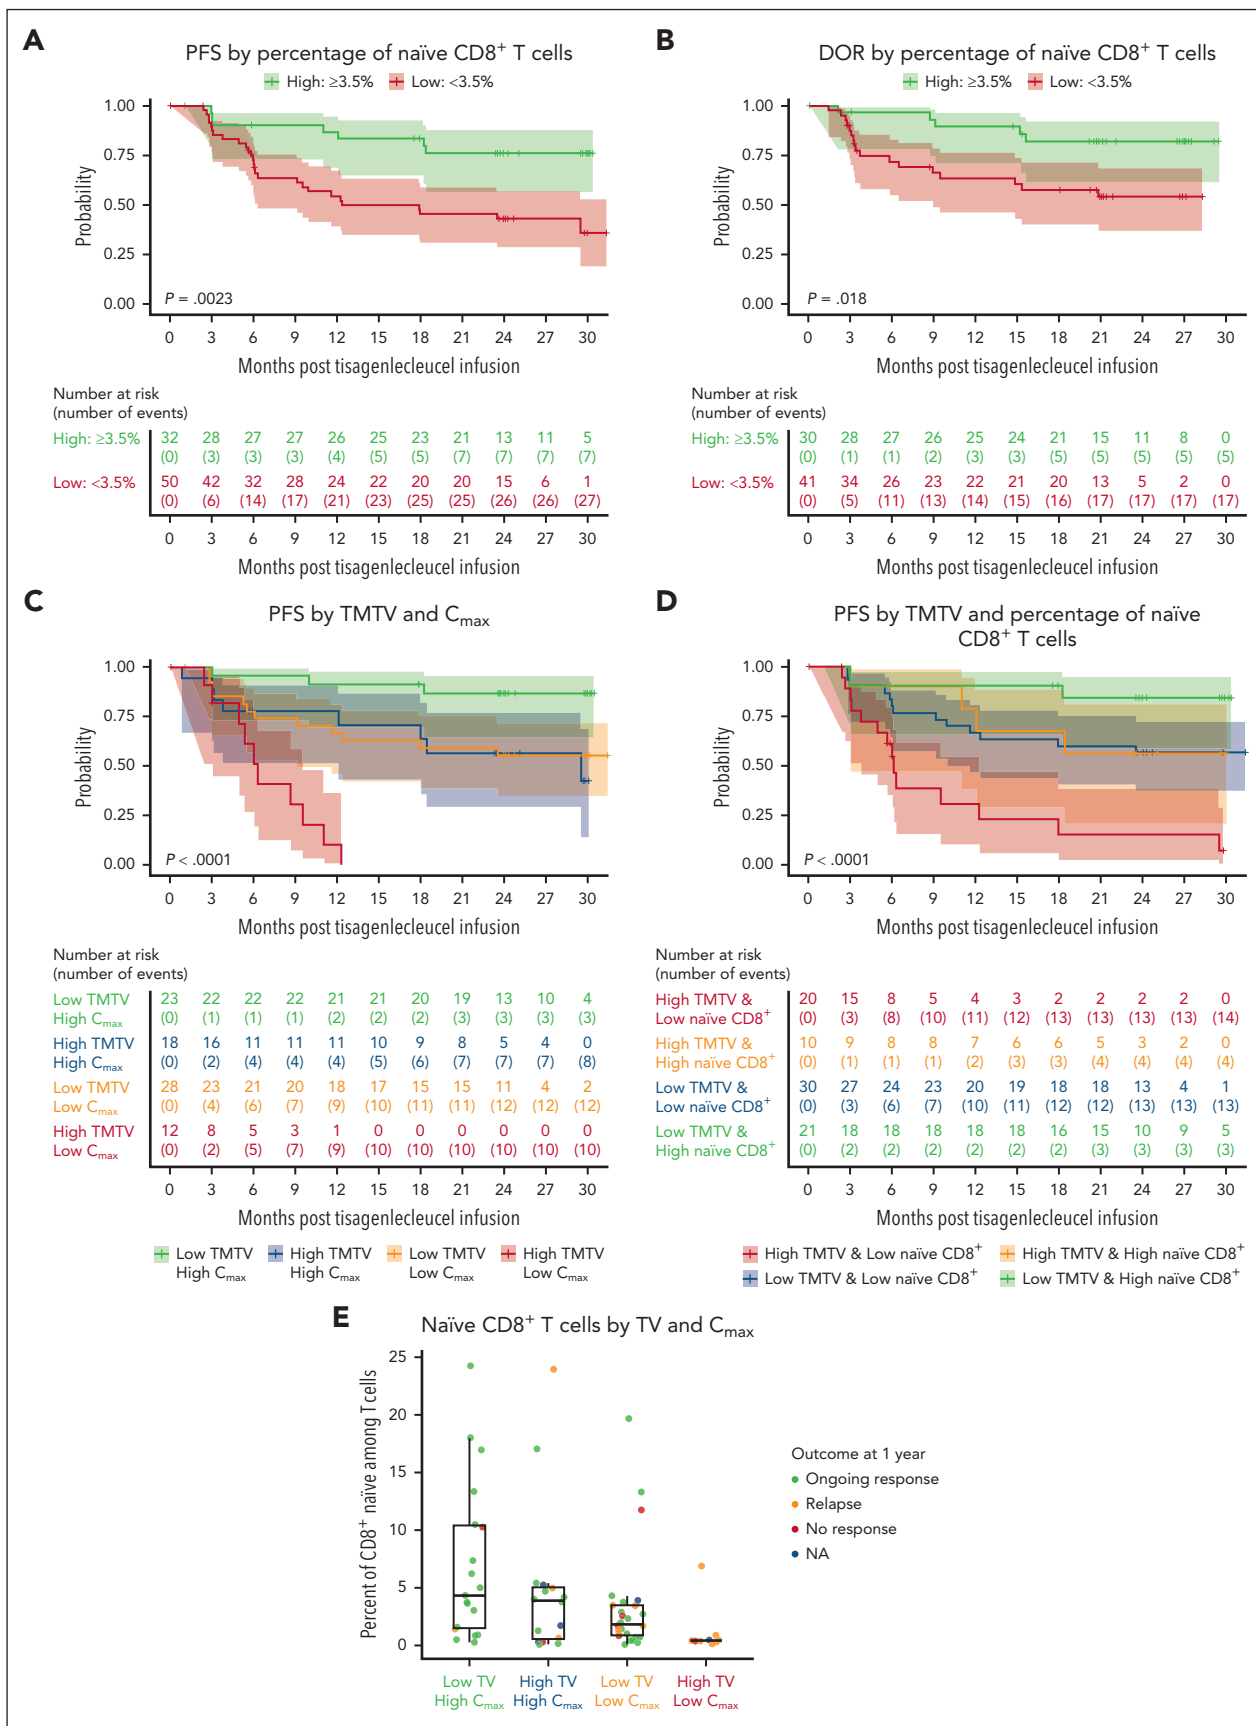 A
PFS by percentage of naïve CD8+ T cells
High: ≥3.5% Low: <3.5%
Probability
1.00
0.75
0.50
0.25
0.00
P = .0023
0 3 6 9 12 15 18 21 24 27 30
Months post tisagenlecleucel infusion
Number at risk
(number of events)
High: ≥3.5% 32 28 27 27 26 25 23 21 13 11 5
(0) (3) (3) (3) (4) (5) (5) (7) (7) (7) (7)
Low: <3.5% 50 42 32 28 24 22 20 20 15 6 1
(0) (6) (14) (17) (21) (23) (25) (25) (26) (26) (27)
0 3 6 9 12 15 18 21 24 27 30
Months post tisagenlecleucel infusion
B
DOR by percentage of naïve CD8+ T cells
High: ≥3.5% Low: <3.5%
Probability
1.00
0.75
0.50
0.25
0.00
P = .018
0 3 6 9 12 15 18 21 24 27 30
Months post tisagenlecleucel infusion
Number at risk
(number of events)
High: ≥3.5% 30 28 27 26 25 24 21 15 11 8 0
(0) (1) (1) (2) (3) (3) (5) (5) (5) (5) (5)
Low: <3.5% 41 34 26 23 22 21 20 13 5 2 0
(0) (5) (11) (13) (14) (15) (16) (17) (17) (17) (17)
0 3 6 9 12 15 18 21 24 27 30
Months post tisagenlecleucel infusion
C
PFS by TMTV and Cmax
Probability
1.00
0.75
0.50
0.25
0.00
P < .0001
0 3 6 9 12 15 18 21 24 27 30
Months post tisagenlecleucel infusion
Number at risk
(number of events)
Low TMTV 23 22 22 22 21 21 20 19 13 10 4
High Cmax (0) (1) (1) (1) (2) (2) (2) (3) (3) (3) (3)
High TMTV 18 16 11 11 11 10 9 8 5 4 0
High Cmax (0) (2) (4) (4) (4) (5) (6) (7) (7) (7) (8)
Low TMTV 28 23 21 20 18 17 15 15 11 4 2
Low Cmax (0) (4) (6) (7) (9) (10) (11) (11) (12) (12) (12)
High TMTV 12 8 5 3 1 0 0 0 0 0 0
Low Cmax (0) (2) (5) (7) (9) (10) (10) (10) (10) (10) (10)
0 3 6 9 12 15 18 21 24 27 30
Months post tisagenlecleucel infusion
Low TMTV High TMTV Low TMTV High TMTV
High Cmax High Cmax Low Cmax Low Cmax
D
PFS by TMTV and percentage of naïve
CD8+ T cells
Probability
1.00
0.75
0.50
0.25
0.00
P < .0001
0 3 6 9 12 15 18 21 24 27 30
Months post tisagenlecleucel infusion
Number at risk
(number of events)
High TMTV & 20 15 8 5 4 3 2 2 2 2 0
Low naïve CD8+ (0) (3) (8) (10) (11) (12) (13) (13) (13) (13) (14)
High TMTV & 10 9 8 8 7 6 6 5 3 2 0
High naïve CD8+ (0) (1) (1) (1) (2) (3) (3) (4) (4) (4) (4)
Low TMTV & 30 27 24 23 20 19 18 18 13 4 1
Low naïve CD8+ (0) (3) (6) (7) (10) (11) (12) (12) (13) (13) (13)
Low TMTV & 21 18 18 18 18 18 16 15 10 9 5
High naïve CD8+ (0) (2) (2) (2) (2) (2) (2) (3) (3) (3) (3)
0 3 6 9 12 15 18 21 24 27 30
Months post tisagenlecleucel infusion
High TMTV & Low naïve CD8+ High TMTV & High naïve CD8+
Low TMTV & Low naïve CD8+ Low TMTV & High naïve CD8+
E
Naïve CD8+ T cells by TV and Cmax
Percent of CD8+ naïve among T cells
25
20
15
10
5
0
Low TV High TV Low TV High TV
High Cmax High Cmax Low Cmax Low Cmax
Outcome at 1 year
Ongoing response
Relapse
No response
NA